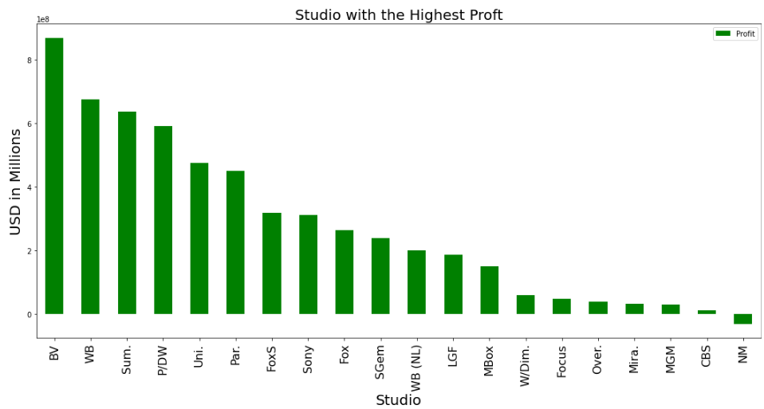 Studio with the Highest Proft
1e8
Profit
8
6
4
2
0
USD in Millions
BV
WB
Sum.
P/DW
Uni.
Par.
FoxS
Sony
Fox
SGem
WB (NL)
LGF
MBox
W/Dim.
Focus
Over.
Mira.
MGM
CBS
NM
Studio